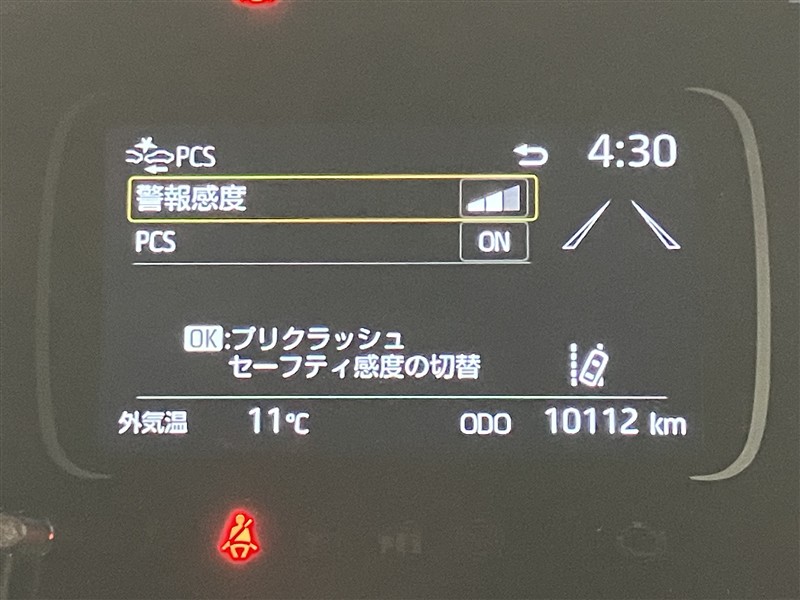 PCS
4:30
警報感度
PCS ON
OK:プリクラッシュ
セーフティ感度の切替
外気温 11℃ ODO 10112 km